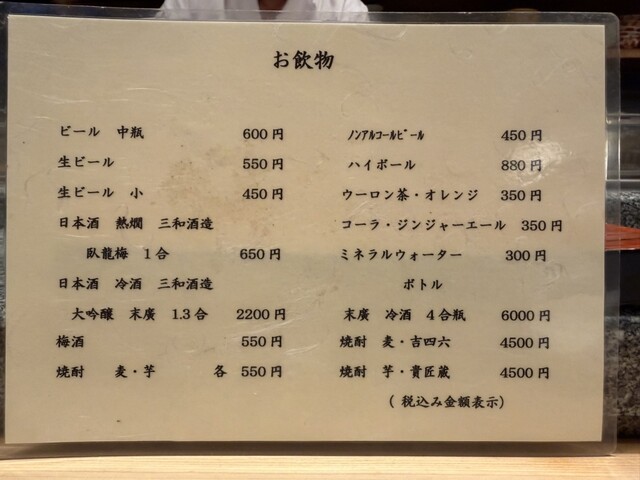 お飲物
ビール 中瓶 600円
生ビール 550円
生ビール 小 450円
日本酒 熱燗 三和酒造
臥龍梅 1合 650円
日本酒 冷酒 三和酒造
大吟醸 末廣 1.3合 2200円
梅酒 550円
焼酎 麦・芋 各 550円
ﾉﾝｱﾙｺｰﾙﾋﾞｰﾙ 450円
ハイボール 880円
ウーロン茶・オレンジ 350円
コーラ・ジンジャーエール 350円
ミネラルウォーター 300円
ボトル
末廣 冷酒 4合瓶 6000円
焼酎 麦・吉四六 4500円
焼酎 芋・貴匠蔵 4500円
(税込み金額表示)